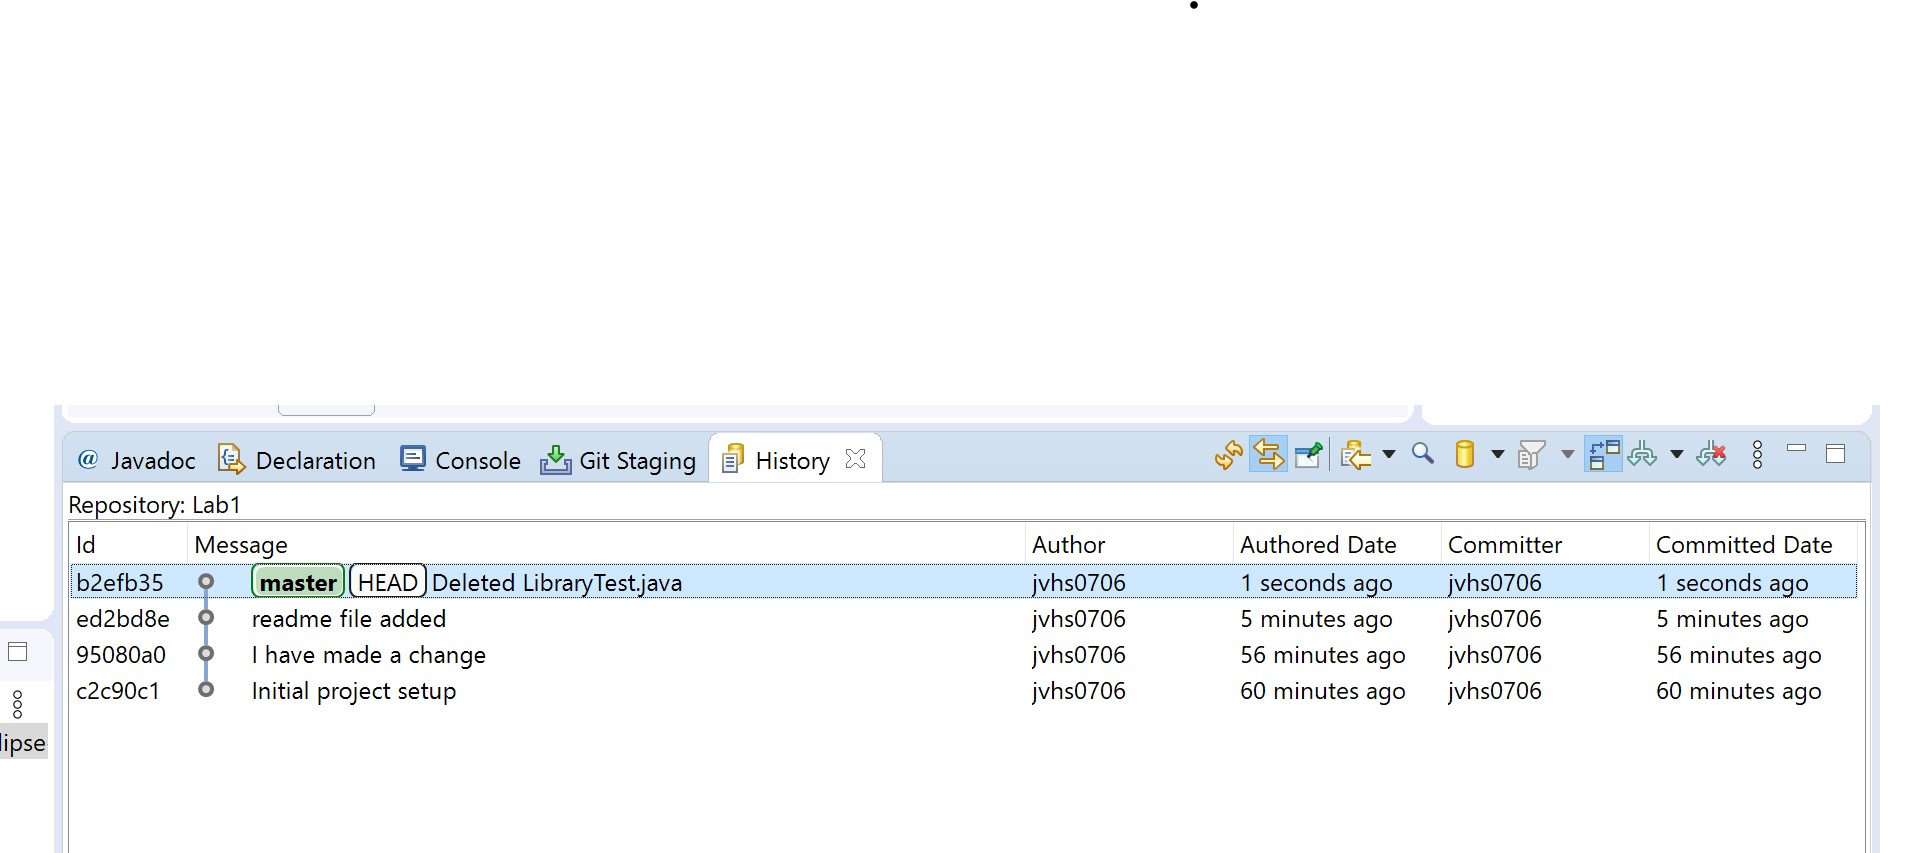 @ Javadoc Declaration Console Git Staging History
Repository: Lab1
Id Message Author Authored Date Committer Committed Date
b2efb35 master HEAD Deleted LibraryTest.java jvhs0706 1 seconds ago jvhs0706 1 seconds ago
ed2bd8e readme file added jvhs0706 5 minutes ago jvhs0706 5 minutes ago
95080a0 I have made a change jvhs0706 56 minutes ago jvhs0706 56 minutes ago
c2c90c1 Initial project setup jvhs0706 60 minutes ago jvhs0706 60 minutes ago
lipse